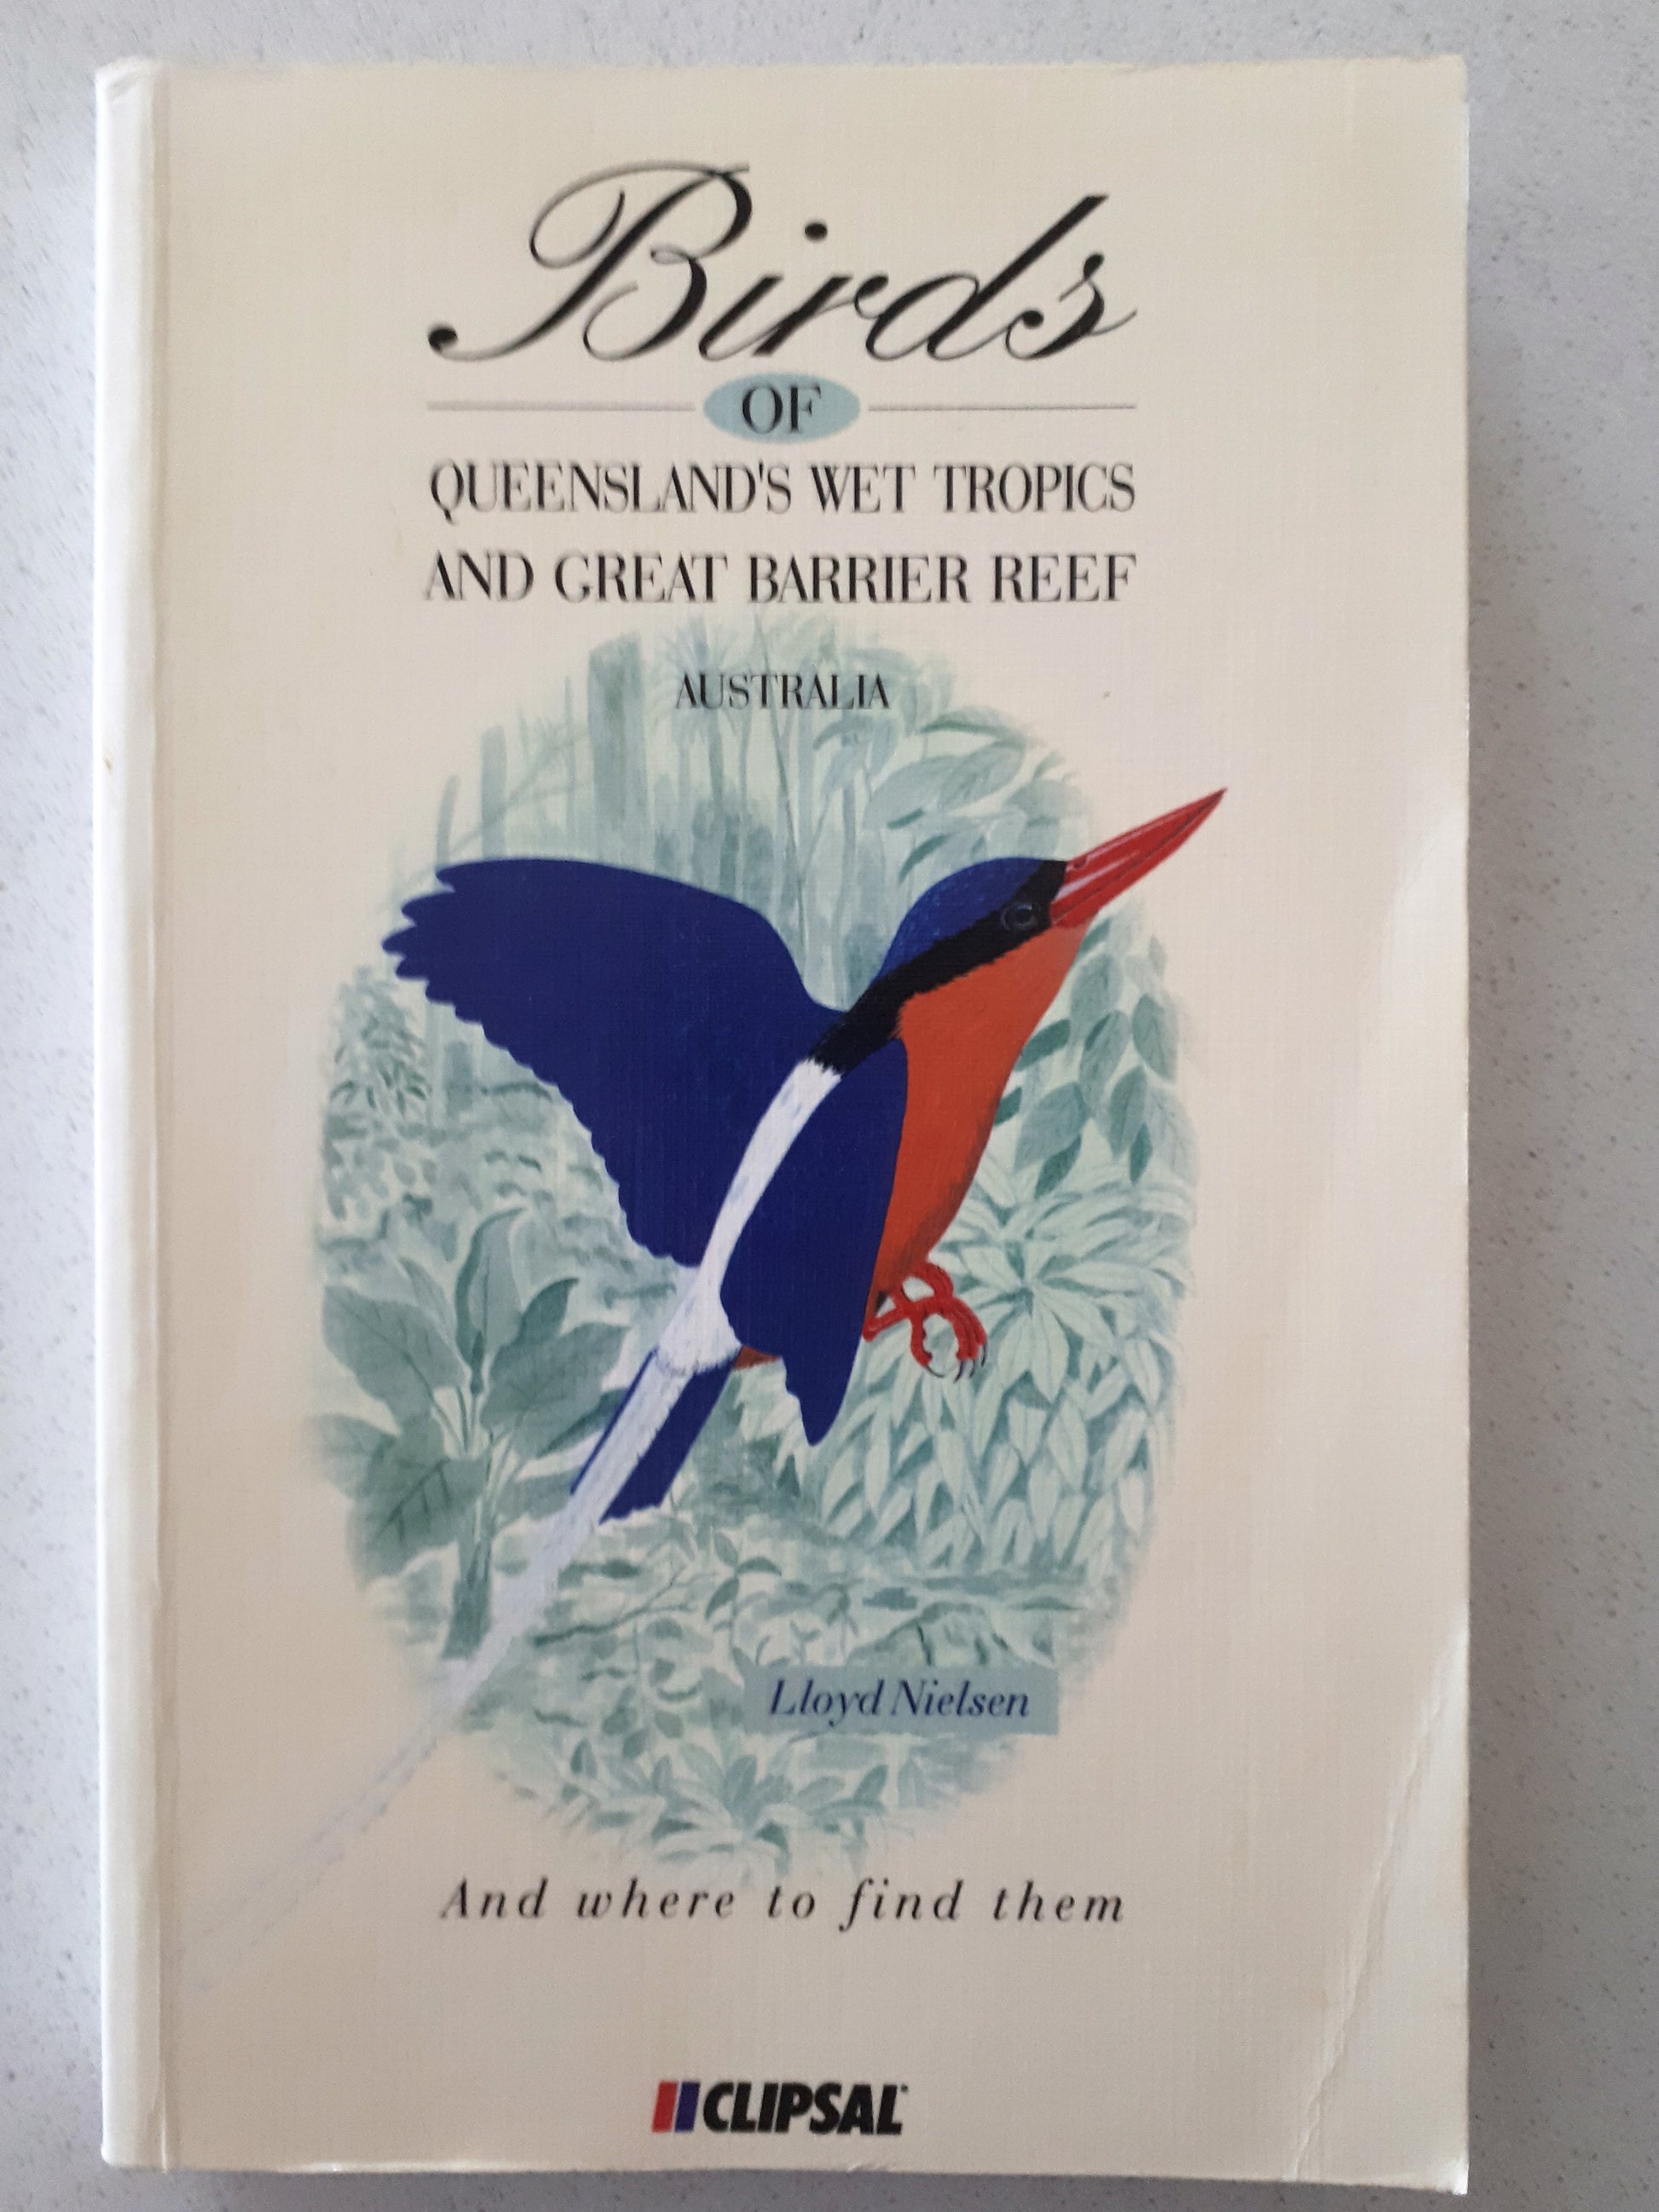 Birds
OF
QUEENSLAND'S WET TROPICS
AND GREAT BARRIER REEF
AUSTRALIA
Lloyd Nielsen
And where to find them
CLIPSAL